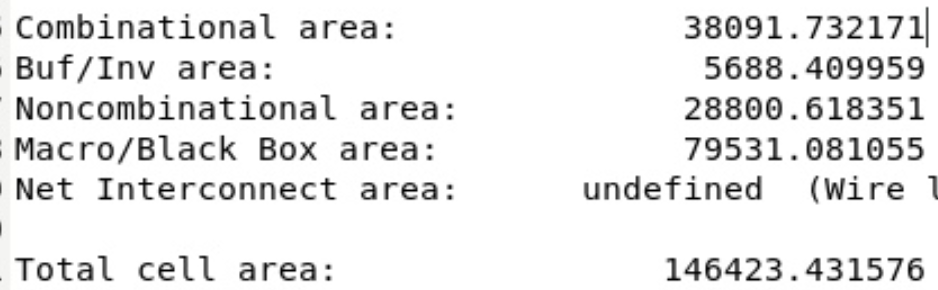 Combinational area: 38091.732171
Buf/Inv area: 5688.409959
Noncombinational area: 28800.618351
Macro/Black Box area: 79531.081055
Net Interconnect area: undefined (Wire
Total cell area: 146423.431576